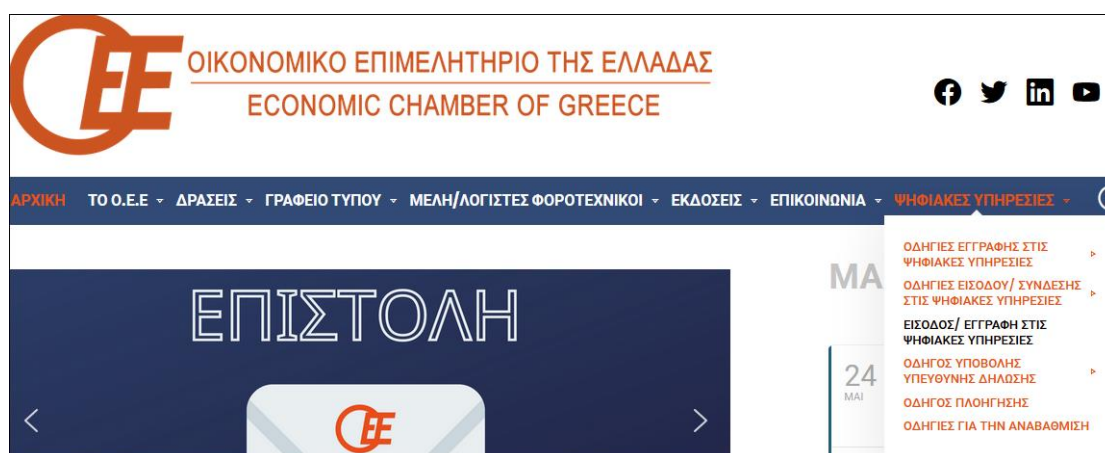 ΟΕΕ
ΟΙΚΟΝΟΜΙΚΟ ΕΠΙΜΕΛΗΤΗΡΙΟ ΤΗΣ ΕΛΛΑΔΑΣ
ECONOMIC CHAMBER OF GREECE
ΑΡΧΙΚΗ ΤΟ Ο.Ε.Ε ΔΡΑΣΕΙΣ ΓΡΑΦΕΙΟ ΤΥΠΟΥ ΜΕΛΗ/ΛΟΓΙΣΤΕΣ ΦΟΡΟΤΕΧΝΙΚΟΙ ΕΚΔΟΣΕΙΣ ΕΠΙΚΟΙΝΩΝΙΑ ΨΗΦΙΑΚΕΣ ΥΠΗΡΕΣΙΕΣ
ΕΠΙΣΤΟΛΗ
ΟΕΕ
ΜΑ
24
ΜΑΙ
ΟΔΗΓΙΕΣ ΕΓΓΡΑΦΗΣ ΣΤΙΣ
ΨΗΦΙΑΚΕΣ ΥΠΗΡΕΣΙΕΣ
ΟΔΗΓΙΕΣ ΕΙΣΟΔΟΥ/ ΣΥΝΔΕΣΗΣ
ΣΤΙΣ ΨΗΦΙΑΚΕΣ ΥΠΗΡΕΣΙΕΣ
ΕΙΣΟΔΟΣ/ ΕΓΓΡΑΦΗ ΣΤΙΣ
ΨΗΦΙΑΚΕΣ ΥΠΗΡΕΣΙΕΣ
ΟΔΗΓΟΣ ΥΠΟΒΟΛΗΣ
ΥΠΕΥΘΥΝΗΣ ΔΗΛΩΣΗΣ
ΟΔΗΓΟΣ ΠΛΟΗΓΗΣΗΣ
ΟΔΗΓΙΕΣ ΓΙΑ ΤΗΝ ΑΝΑΒΑΘΜΙΣΗ